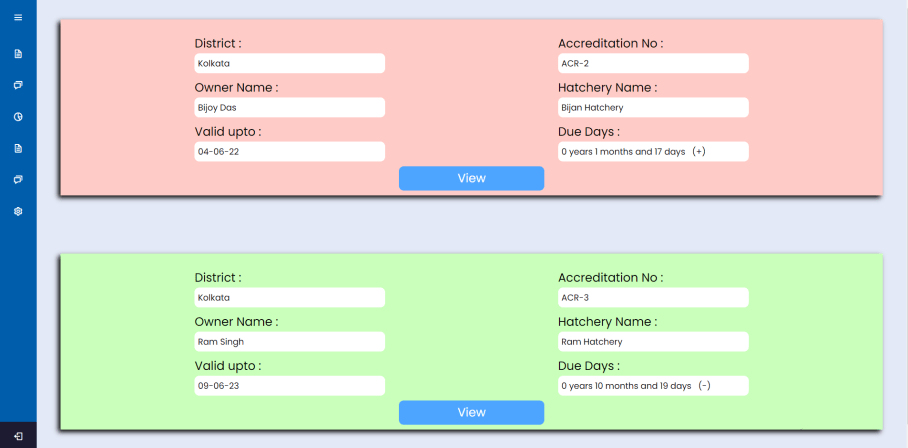 District :
Kolkata
Accreditation No :
ACR-2
Owner Name :
Bijoy Das
Hatchery Name :
Bijan Hatchery
Valid upto :
04-06-22
Due Days :
0 years 1 months and 17 days (+)
View
District :
Kolkata
Accreditation No :
ACR-3
Owner Name :
Ram Singh
Hatchery Name :
Ram Hatchery
Valid upto :
09-06-23
Due Days :
0 years 10 months and 19 days (-)
View